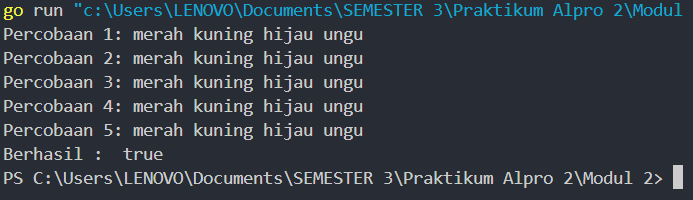 go run "c:\Users\LENOVO\Documents\SEMESTER 3\Praktikum Alpro 2\Modul
Percobaan 1: merah kuning hijau ungu
Percobaan 2: merah kuning hijau ungu
Percobaan 3: merah kuning hijau ungu
Percobaan 4: merah kuning hijau ungu
Percobaan 5: merah kuning hijau ungu
Berhasil :  true
PS C:\Users\LENOVO\Documents\SEMESTER 3\Praktikum Alpro 2\Modul 2>